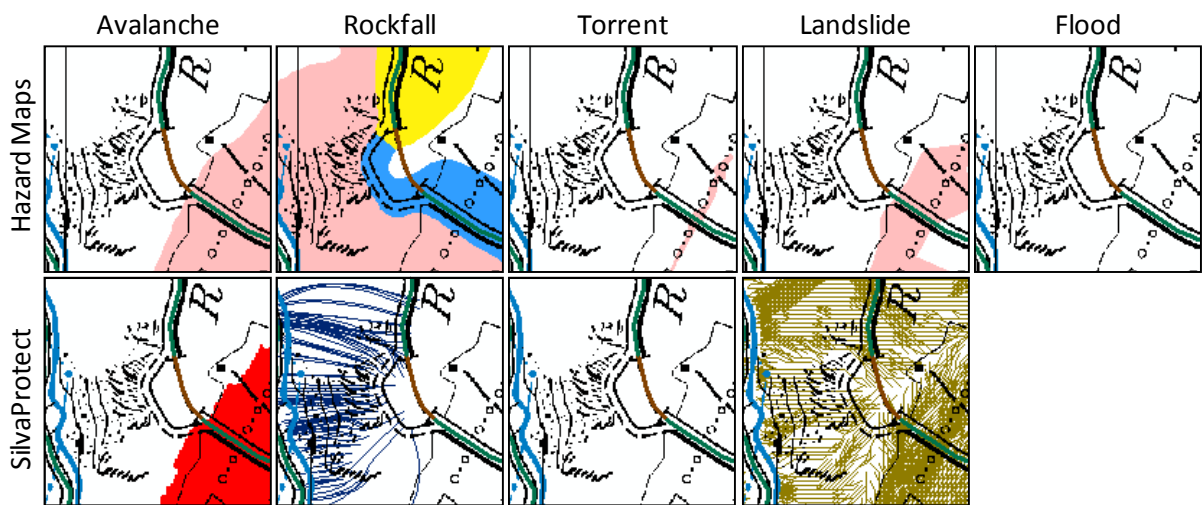 Avalanche Rockfall Torrent Landslide Flood
Hazard Maps
R R R R R
SilvaProtect
R R R R